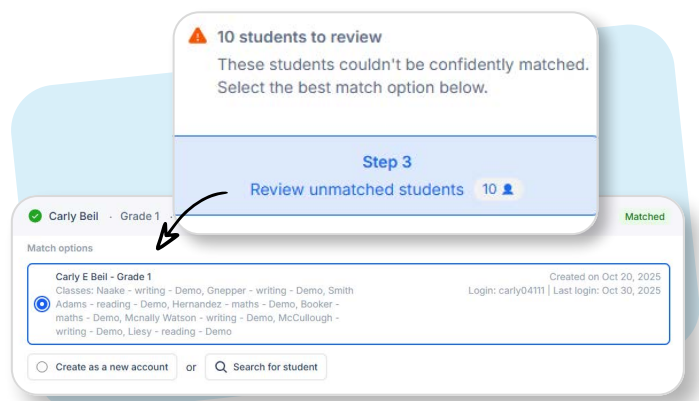 10 students to review
These students couldn't be confidently matched.
Select the best match option below.
Step 3
Review unmatched students 10
Carly Beil · Grade 1 ·
Matched
Match options
Carly E Beil - Grade 1
Created on Oct 20, 2025
Classes: Naake - writing - Demo, Gnepper - writing - Demo, Smith
Login: carly04111 | Last login: Oct 30, 2025
Adams - reading - Demo, Hernandez - maths - Demo, Booker -
maths - Demo, Mcnally Watson - writing - Demo, McCullough -
writing - Demo, Liesy - reading - Demo
Create as a new account or Search for student